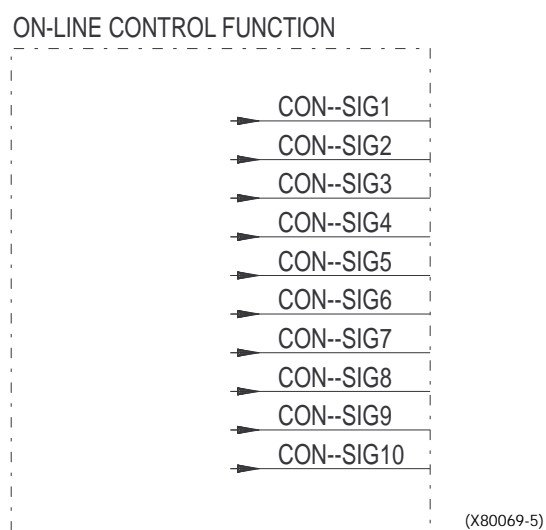 ON-LINE CONTROL FUNCTION
CON--SIG1
CON--SIG2
CON--SIG3
CON--SIG4
CON--SIG5
CON--SIG6
CON--SIG7
CON--SIG8
CON--SIG9
CON--SIG10
(X80069-5)